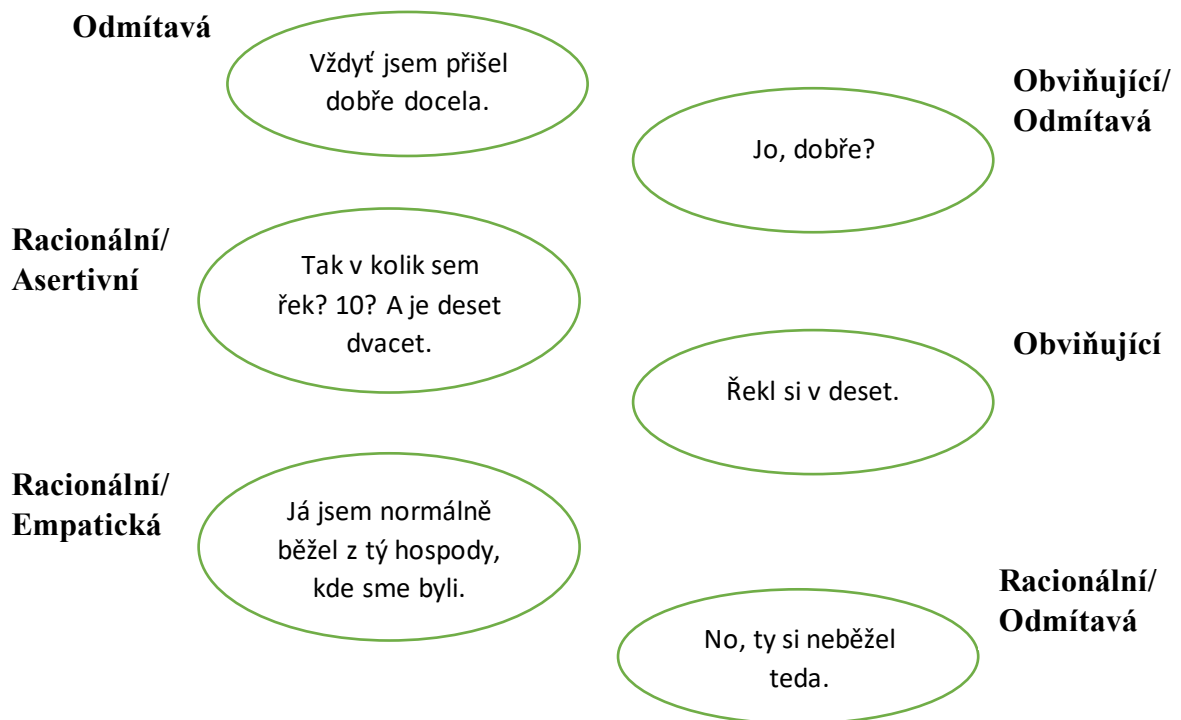 Odmítavá
Vždyť jsem přišel
dobře docela.
Obviňující/
Odmítavá
Jo, dobře?
Racionální/
Asertivní
Tak v kolik sem
řek? 10? A je deset
dvacet.
Obviňující
Řekl si v deset.
Racionální/
Empatická
Já jsem normálně
běžel z tý hospody,
kde sme byli.
Racionální/
Odmítavá
No, ty si neběžel
teda.